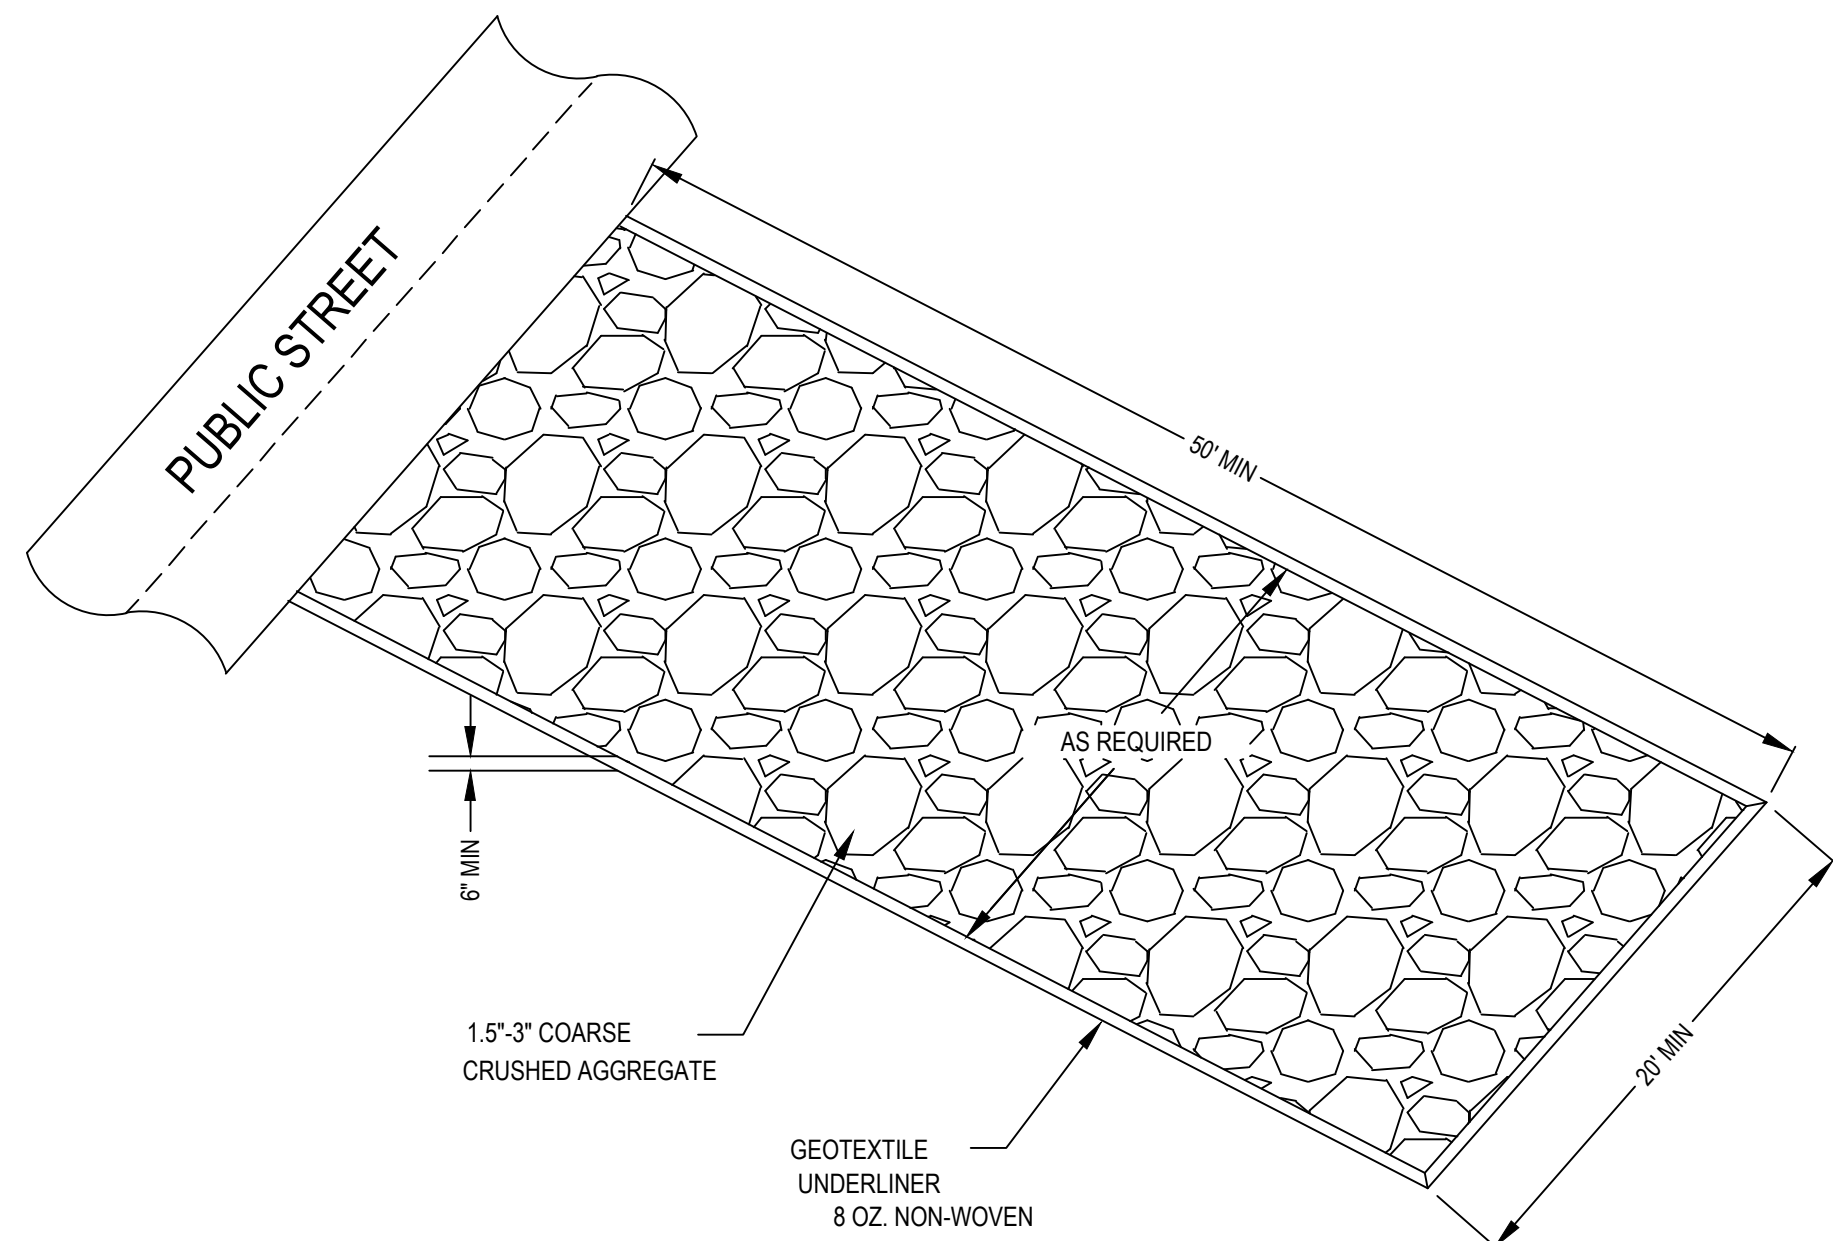 PUBLIC STREET
50' MIN
AS REQUIRED
6" MIN
1.5"-3" COARSE
CRUSHED AGGREGATE
20' MIN
GEOTEXTILE
UNDERLINER
8 OZ. NON-WOVEN